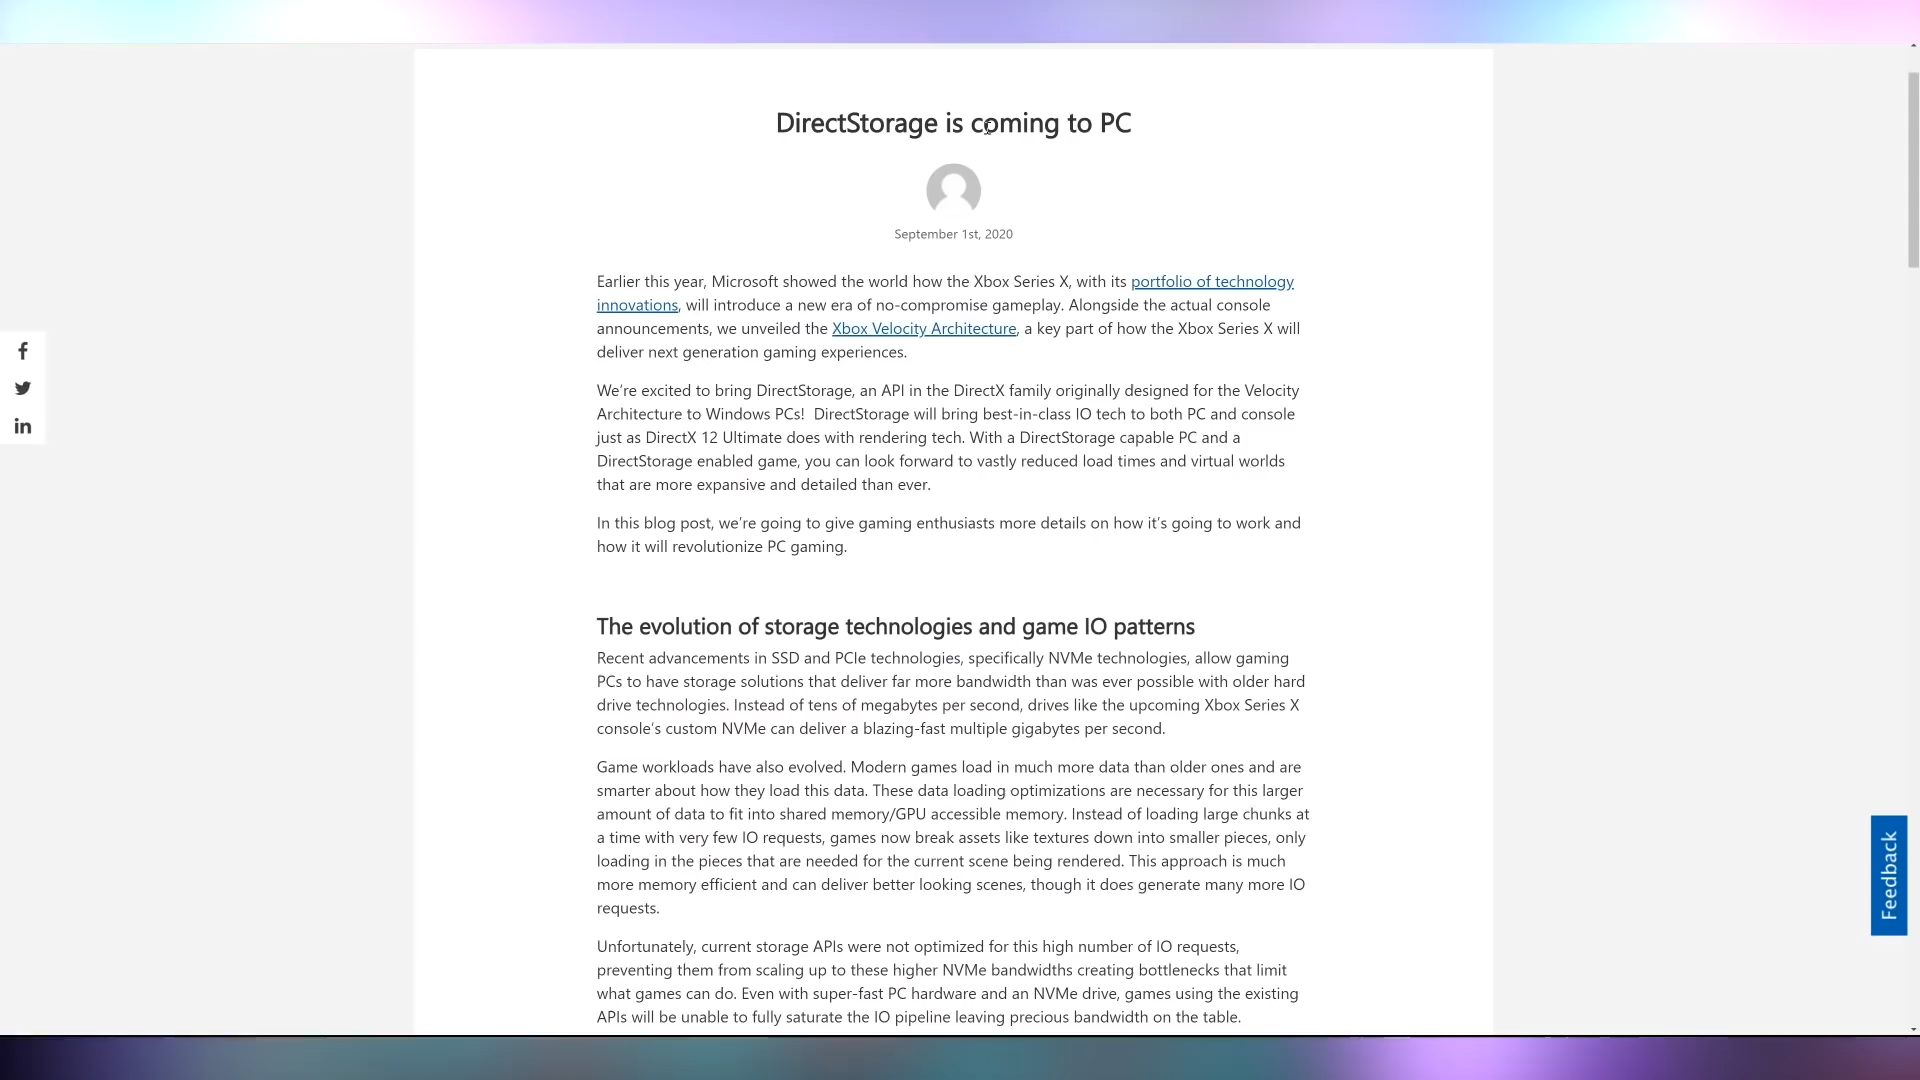 DirectStorage is coming to PC
September 1st, 2020
Earlier this year, Microsoft showed the world how the Xbox Series X, with its portfolio of technology
innovations, will introduce a new era of no-compromise gameplay. Alongside the actual console
announcements, we unveiled the Xbox Velocity Architecture, a key part of how the Xbox Series X will
deliver next generation gaming experiences.
We’re excited to bring DirectStorage, an API in the DirectX family originally designed for the Velocity
Architecture to Windows PCs!  DirectStorage will bring best-in-class IO tech to both PC and console
just as DirectX 12 Ultimate does with rendering tech. With a DirectStorage capable PC and a
DirectStorage enabled game, you can look forward to vastly reduced load times and virtual worlds
that are more expansive and detailed than ever.
In this blog post, we’re going to give gaming enthusiasts more details on how it’s going to work and
how it will revolutionize PC gaming.
The evolution of storage technologies and game IO patterns
Recent advancements in SSD and PCIe technologies, specifically NVMe technologies, allow gaming
PCs to have storage solutions that deliver far more bandwidth than was ever possible with older hard
drive technologies. Instead of tens of megabytes per second, drives like the upcoming Xbox Series X
console’s custom NVMe can deliver a blazing-fast multiple gigabytes per second.
Game workloads have also evolved. Modern games load in much more data than older ones and are
smarter about how they load this data. These data loading optimizations are necessary for this larger
amount of data to fit into shared memory/GPU accessible memory. Instead of loading large chunks at
a time with very few IO requests, games now break assets like textures down into smaller pieces, only
loading in the pieces that are needed for the current scene being rendered. This approach is much
more memory efficient and can deliver better looking scenes, though it does generate many more IO
requests.
Unfortunately, current storage APIs were not optimized for this high number of IO requests,
preventing them from scaling up to these higher NVMe bandwidths creating bottlenecks that limit
what games can do. Even with super-fast PC hardware and an NVMe drive, games using the existing
APIs will be unable to fully saturate the IO pipeline leaving precious bandwidth on the table.
Feedback